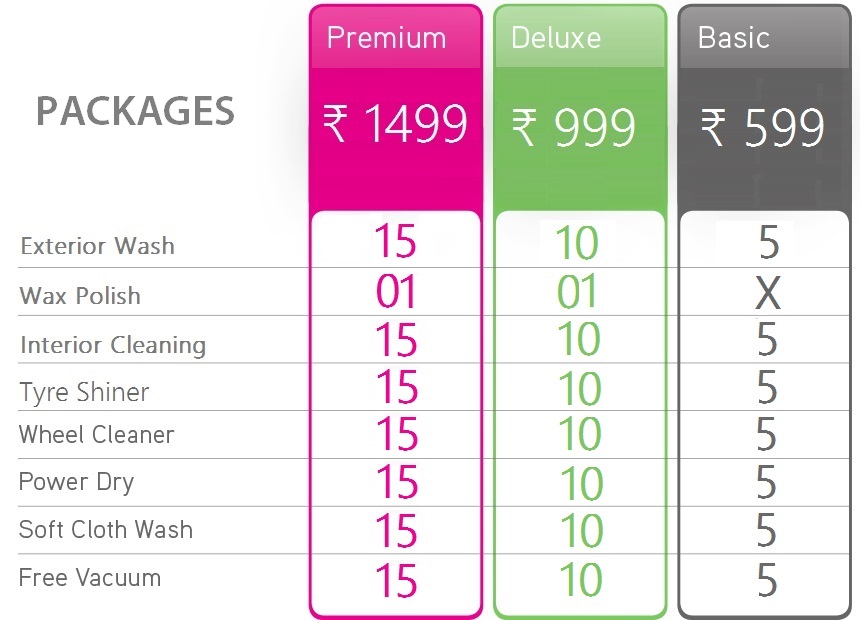 Premium Deluxe Basic
PACKAGES ₹ 1499 ₹ 999 ₹ 599
Exterior Wash 15 10 5
Wax Polish 01 01 X
Interior Cleaning 15 10 5
Tyre Shiner 15 10 5
Wheel Cleaner 15 10 5
Power Dry 15 10 5
Soft Cloth Wash 15 10 5
Free Vacuum 15 10 5